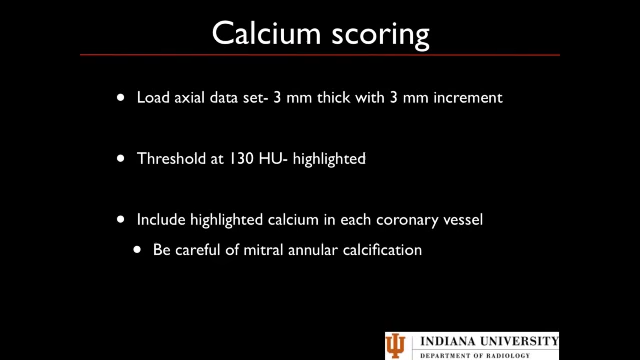 Calcium scoring
● Load axial data set- 3 mm thick with 3 mm increment
● Threshold at 130 HU- highlighted
● Include highlighted calcium in each coronary vessel
● Be careful of mitral annular calcification
INDIANA UNIVERSITY
DEPARTMENT OF RADIOLOGY